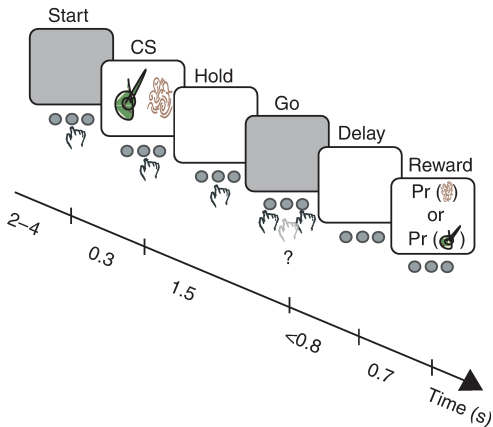 Start
CS
Hold
Go
Delay
Reward
Pr ( )
or
Pr ( )
?
2–4
0.3
1.5
<0.8
0.7
Time (s)